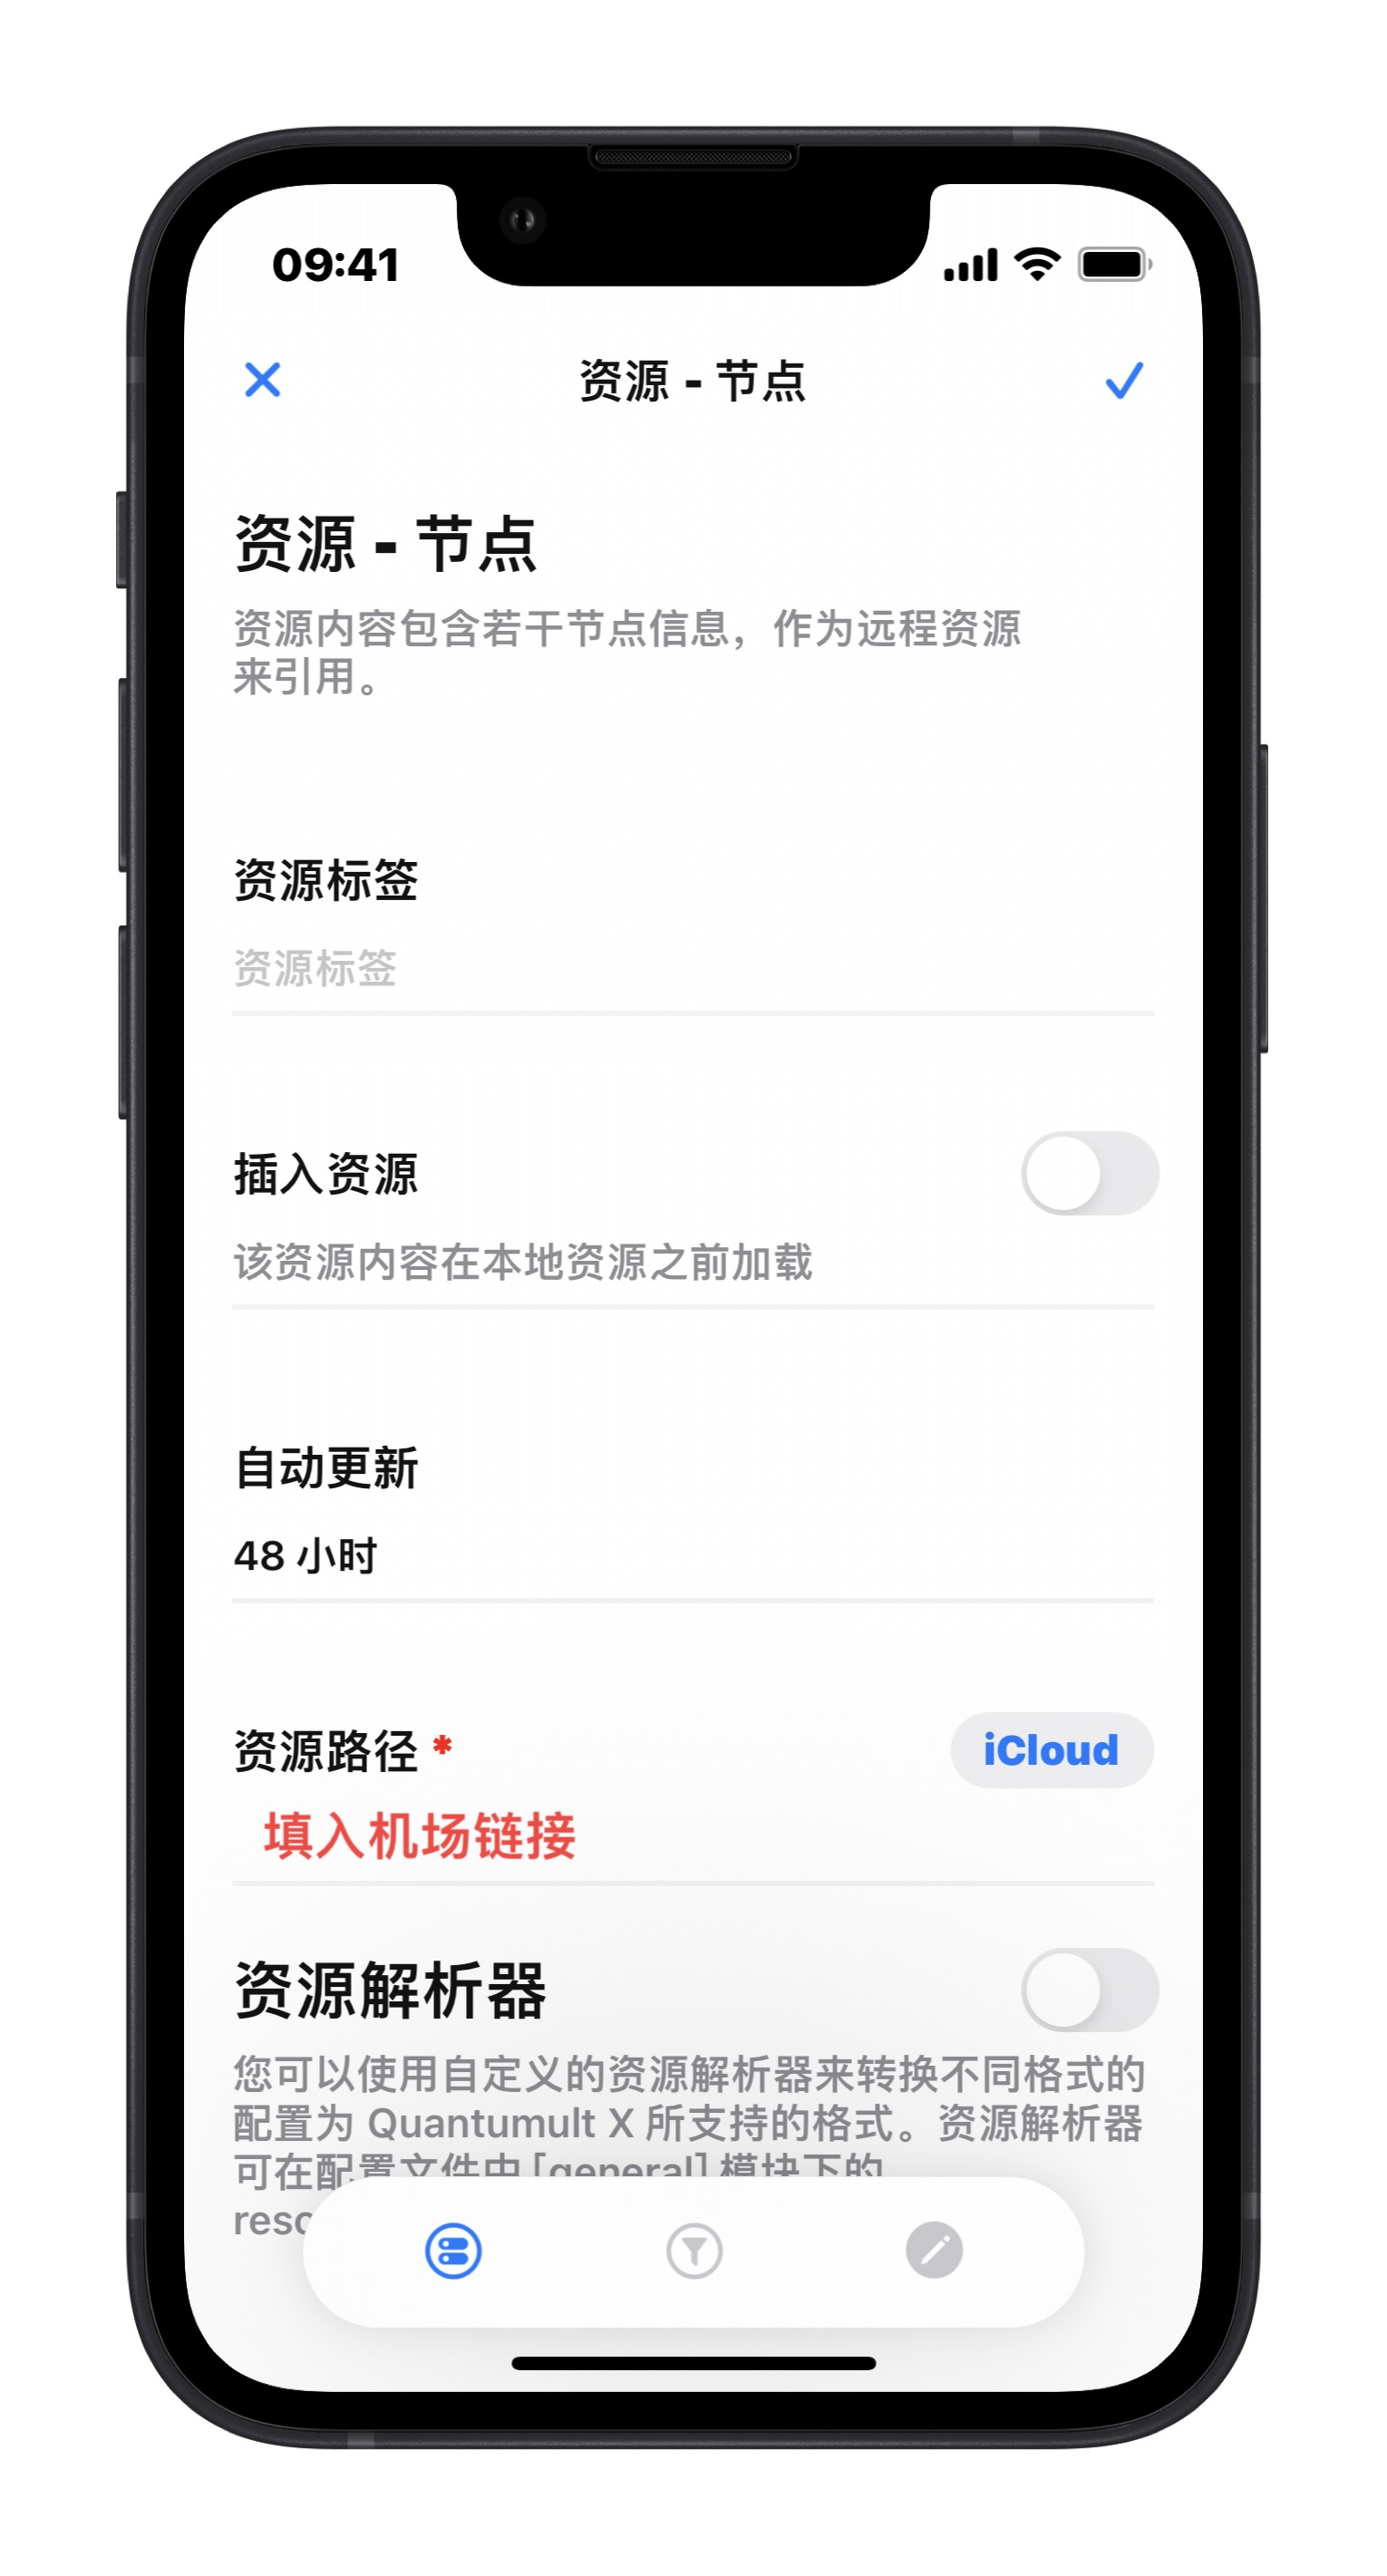 09:41
资源 - 节点
资源 - 节点
资源内容包含若干节点信息，作为远程资源
来引用。
资源标签
资源标签
插入资源
该资源内容在本地资源之前加载
自动更新
48 小时
资源路径 *
iCloud
填入机场链接
资源解析器
您可以使用自定义的资源解析器来转换不同格式的
配置为 Quantumult X 所支持的格式。资源解析器
可在配置文件中 [general] 模块下的